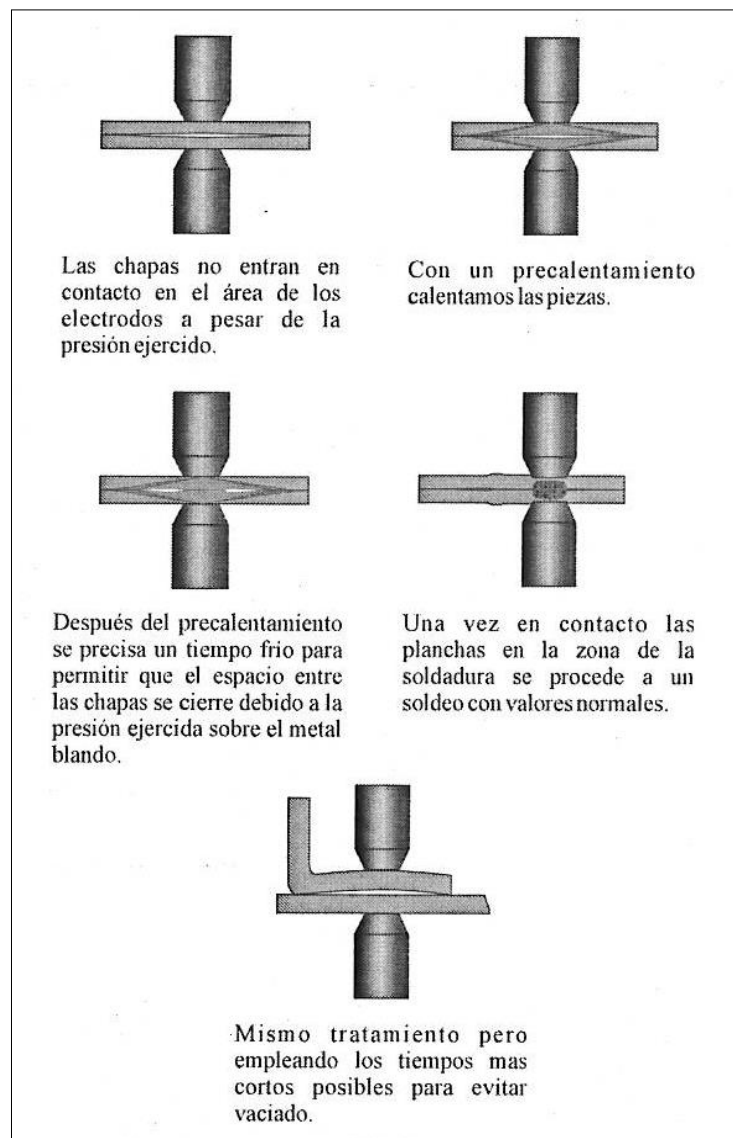 Las chapas no entran en
contacto en el área de los
electrodos a pesar de la
presión ejercido.
Con un precalentamiento
calentamos las piezas.
Después del precalentamiento
se precisa un tiempo frio para
permitir que el espacio entre
las chapas se cierre debido a la
presión ejercida sobre el metal
blando.
Una vez en contacto las
planchas en la zona de la
soldadura se procede a un
soldeo con valores normales.
Mismo tratamiento pero
empleando los tiempos mas
cortos posibles para evitar
vaciado.